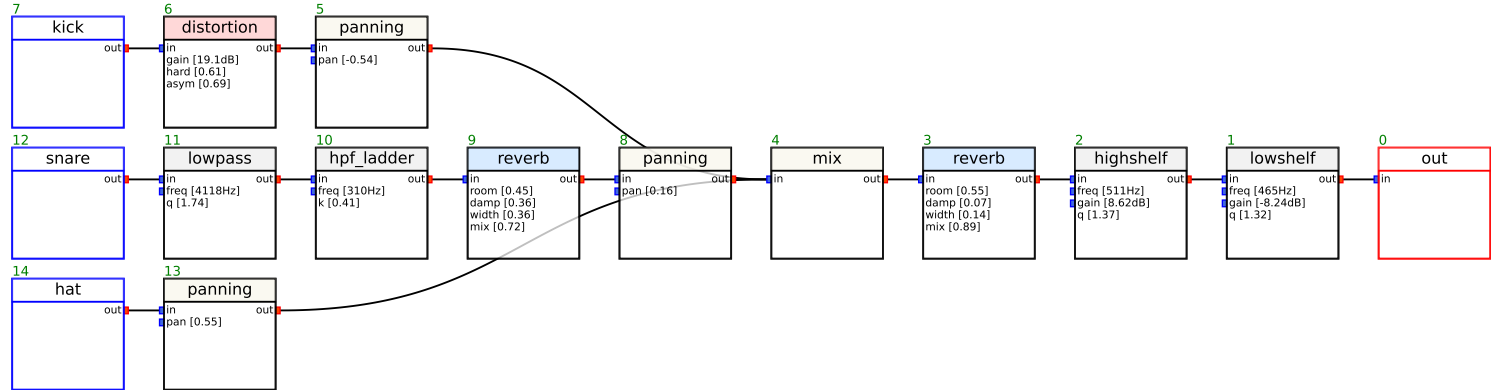 7
kick
out
6
distortion
in out
gain [19.1dB]
hard [0.61]
asym [0.69]
5
panning
in out
pan [-0.54]
12
snare
out
11
lowpass
in out
freq [4118Hz]
q [1.74]
10
hpf_ladder
in out
freq [310Hz]
k [0.41]
9
reverb
in out
room [0.45]
damp [0.36]
width [0.36]
mix [0.72]
8
panning
in out
pan [0.16]
4
mix
in out
3
reverb
in out
room [0.55]
damp [0.07]
width [0.14]
mix [0.89]
2
highshelf
in out
freq [511Hz]
gain [8.62dB]
q [1.37]
1
lowshelf
in out
freq [465Hz]
gain [-8.24dB]
q [1.32]
0
out
in
14
hat
out
13
panning
in out
pan [0.55]